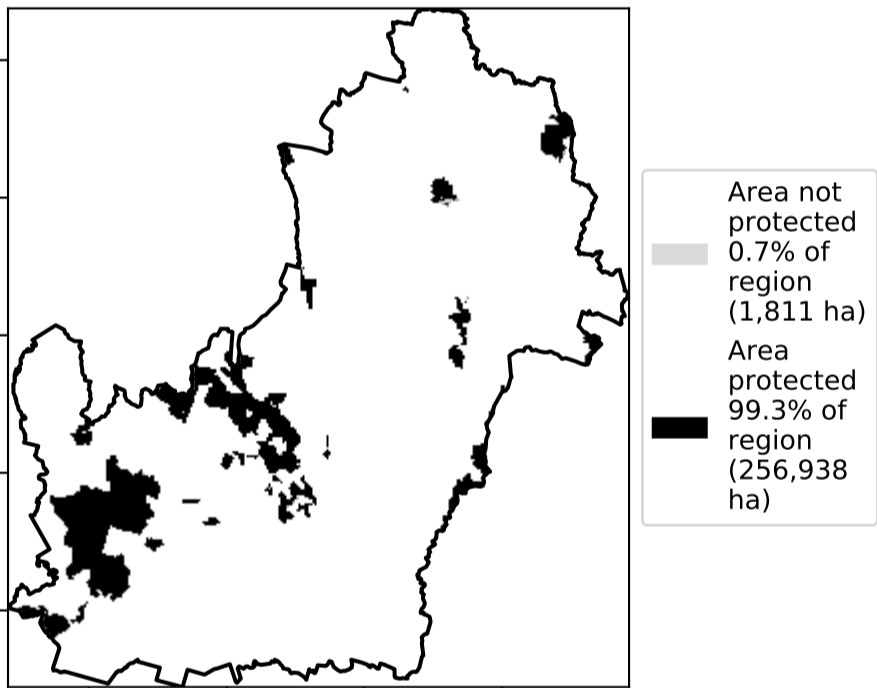 Area not
protected
0.7% of
region
(1,811 ha)
Area
protected
99.3% of
region
(256,938
ha)